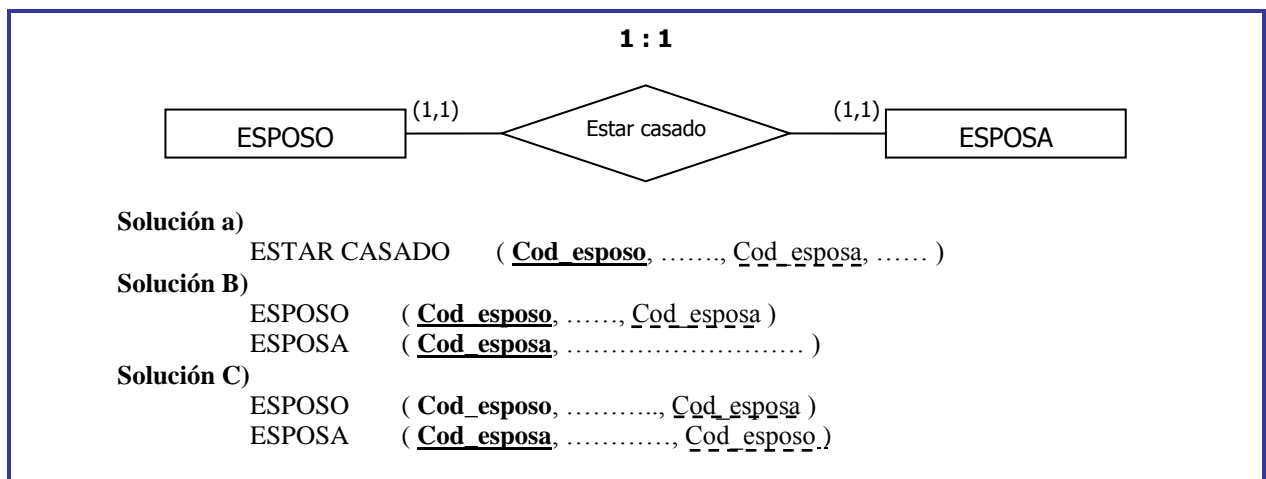 1 : 1
(1,1) (1,1)
ESPOSO Estar casado ESPOSA
Solución a)
ESTAR CASADO ( Cod_esposo, ……., Cod_esposa, …… )
Solución B)
ESPOSO ( Cod_esposo, ……, Cod_esposa )
ESPOSA ( Cod_esposa, ……………………… )
Solución C)
ESPOSO ( Cod_esposo, ……….., Cod_esposa )
ESPOSA ( Cod_esposa, …………, Cod_esposo )